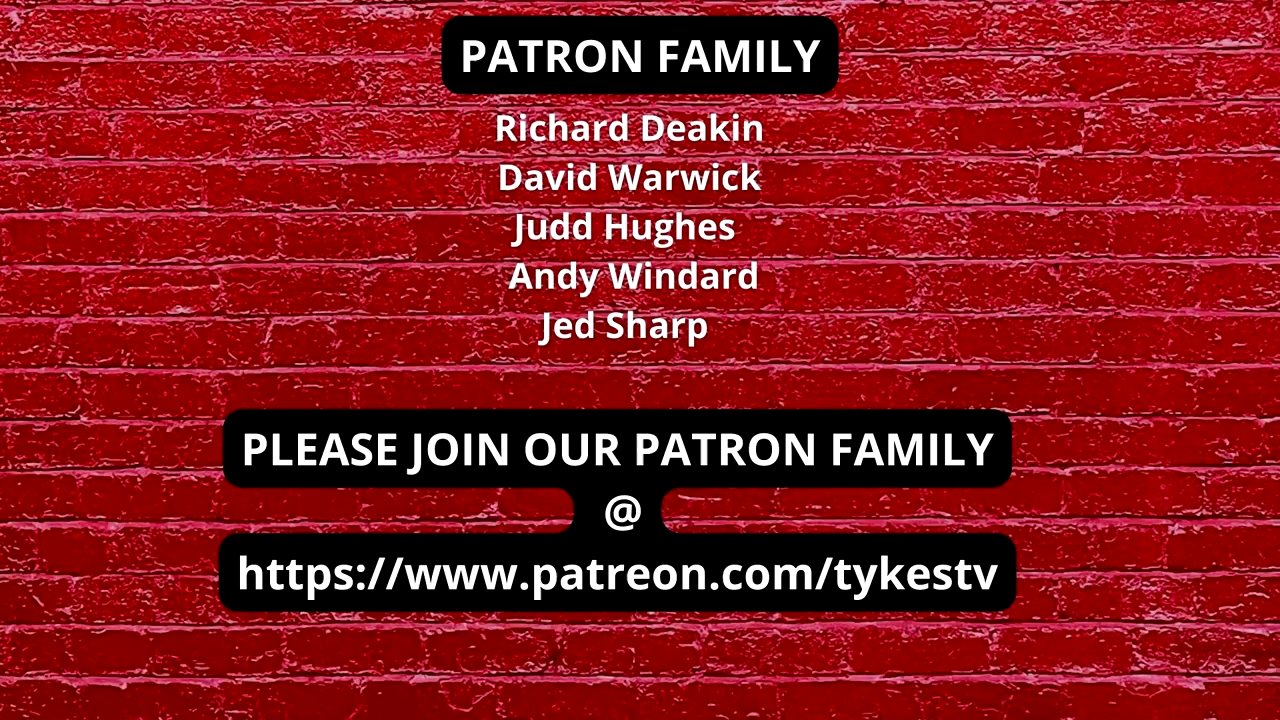 PATRON FAMILY
Richard Deakin
David Warwick
Judd Hughes
Andy Windard
Jed Sharp
PLEASE JOIN OUR PATRON FAMILY
@
https://www.patreon.com/tykestv